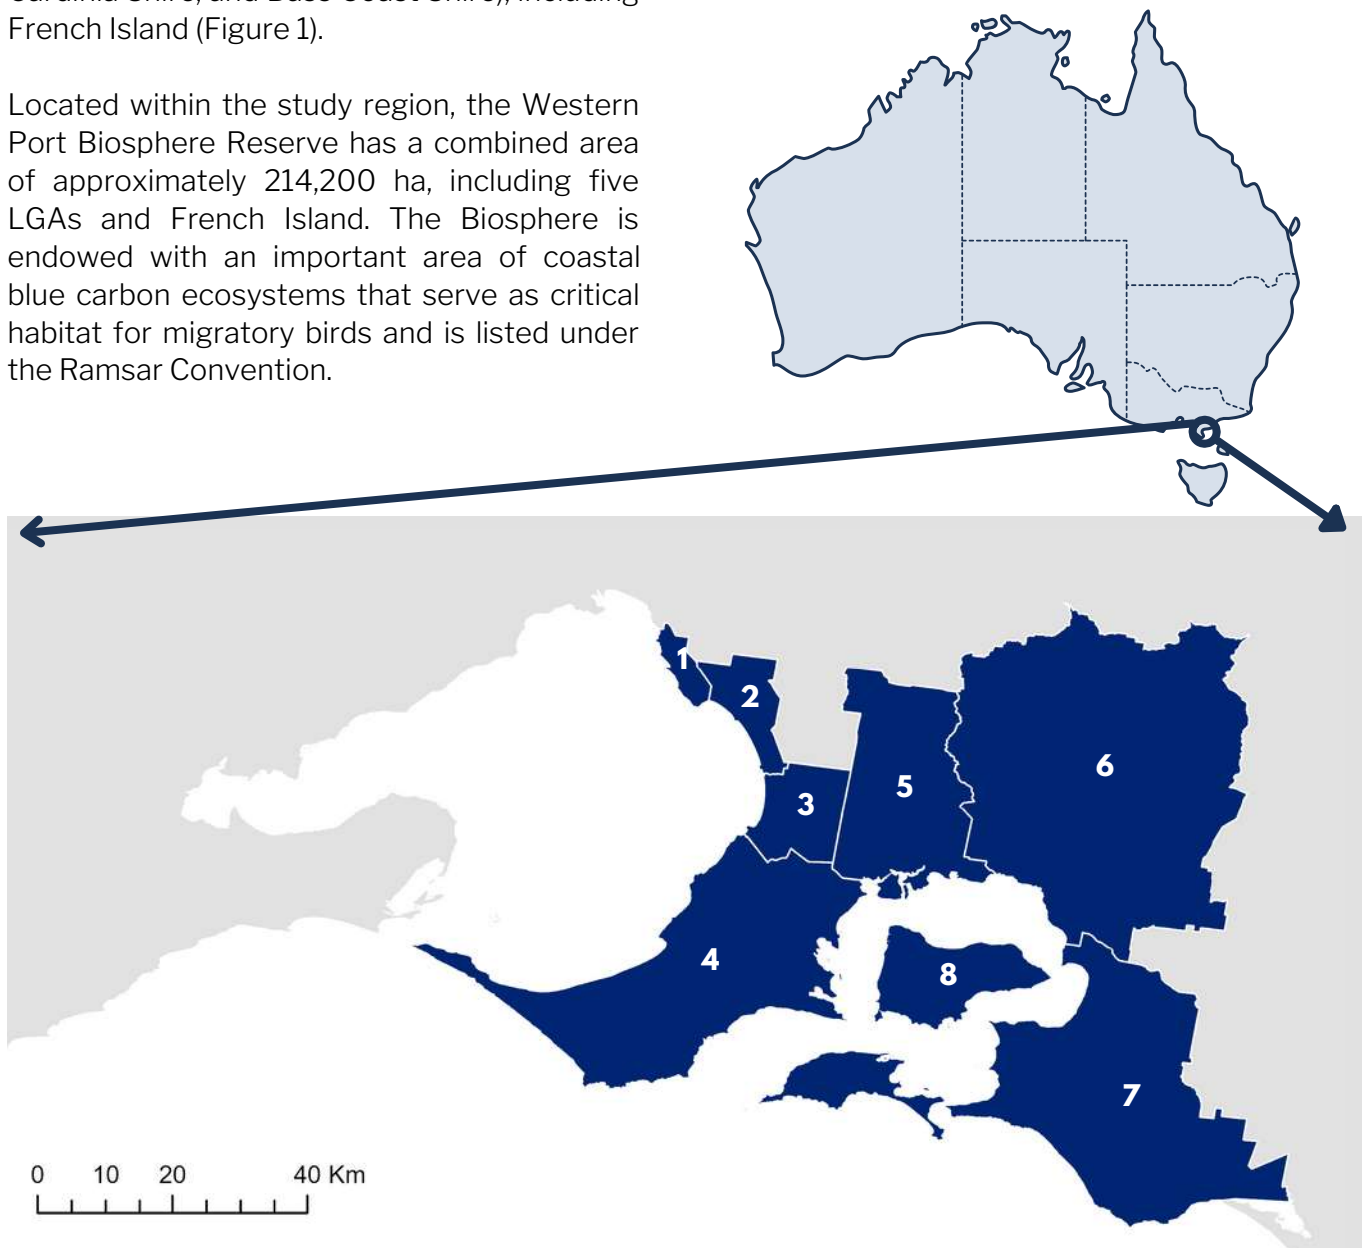 French Island (Figure 1).
Located within the study region, the Western
Port Biosphere Reserve has a combined area
of approximately 214,200 ha, including five
LGAs and French Island. The Biosphere is
endowed with an important area of coastal
blue carbon ecosystems that serve as critical
habitat for migratory birds and is listed under
the Ramsar Convention.
1
2
3
5
6
4
8
7
0 10 20 40 Km